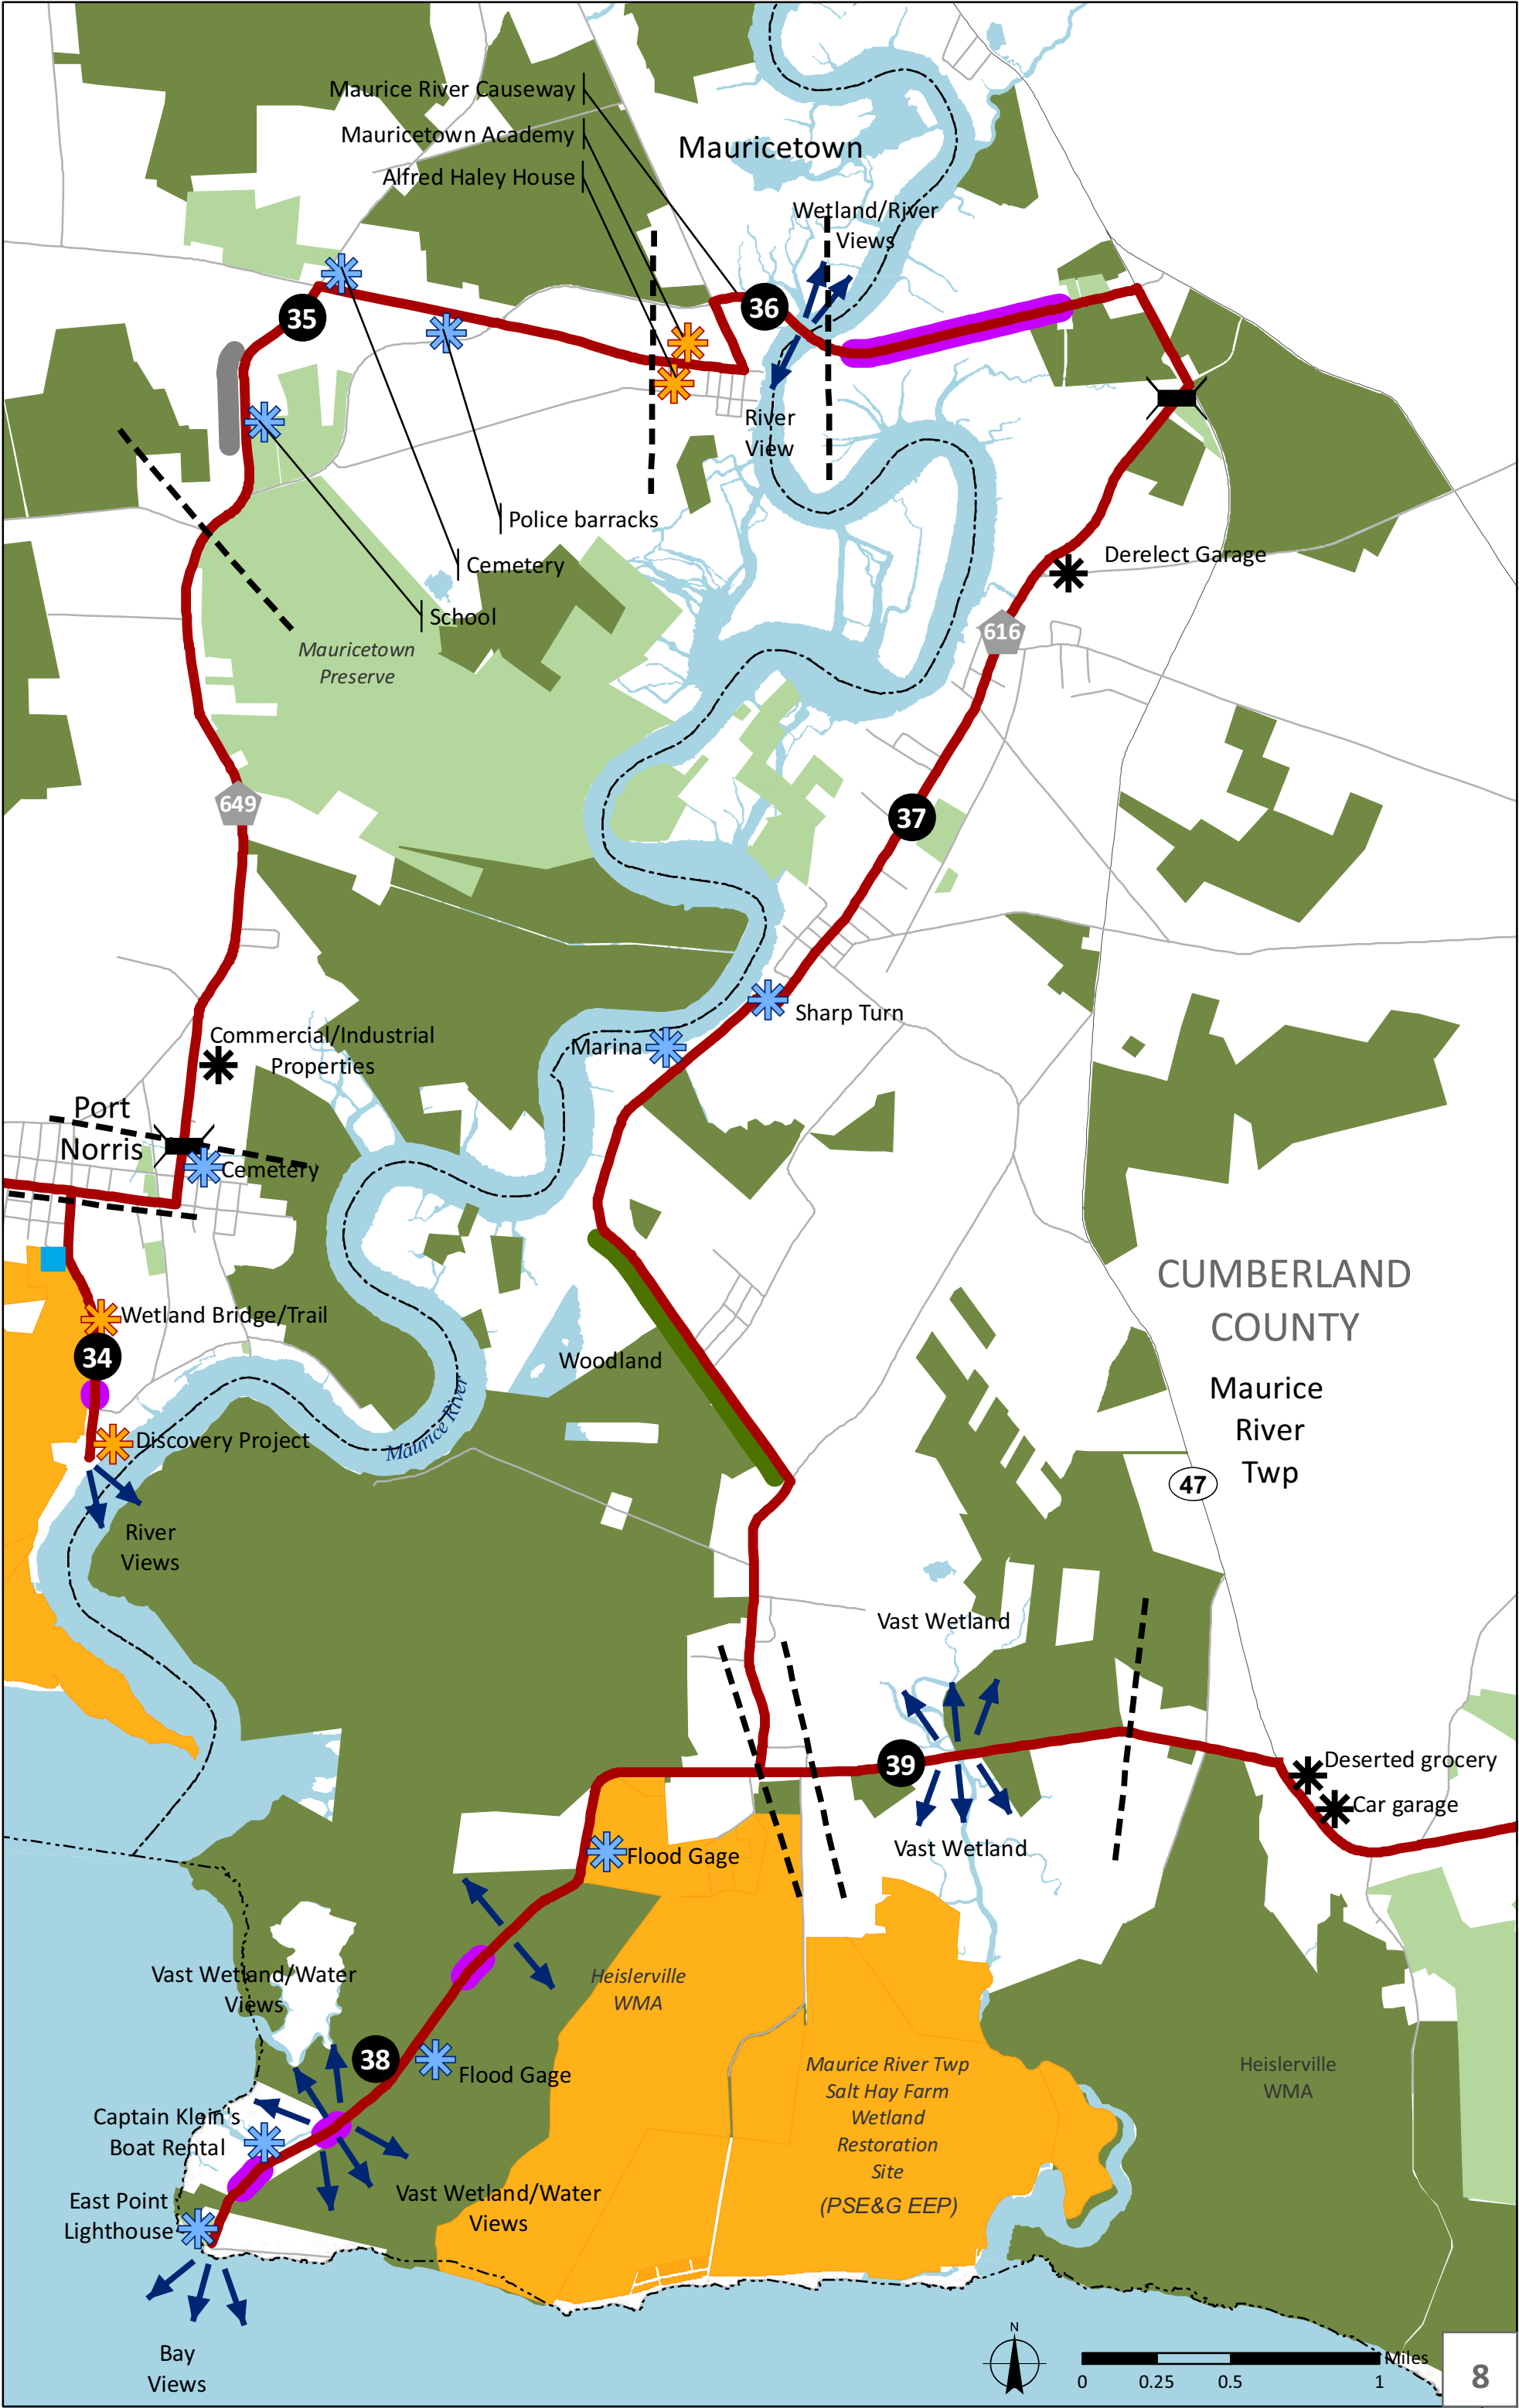 Maurice River Causeway
Mauricetown Academy
Alfred Haley House
Mauricetown
Wetland/River
Views
35
36
River
View
Police barracks
Cemetery
School
Derelect Garage
616
Mauricetown
Preserve
649
37
Sharp Turn
Marina
Commercial/Industrial
Properties
Port
Norris
Cemetery
Wetland Bridge/Trail
34
Discovery Project
River
Views
Maurice River
Woodland
CUMBERLAND
COUNTY
Maurice
River
Twp
47
Vast Wetland
39
Vast Wetland
Deserted grocery
Car garage
Flood Gage
Heislerville
WMA
Vast Wetland/Water
Views
38
Flood Gage
Captain Klein's
Boat Rental
East Point
Lighthouse
Vast Wetland/Water
Views
Bay
Views
Maurice River Twp
Salt Hay Farm
Wetland
Restoration
Site
(PSE&G EEP)
Heislerville
WMA
N
Miles
0 0.25 0.5 1
8